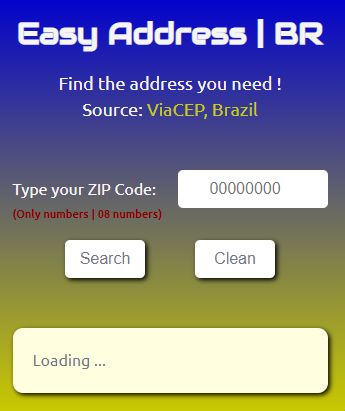 Easy Address | BR
Find the address you need !
Source: ViaCEP, Brazil
Type your ZIP Code: 00000000
(Only numbers | 08 numbers)
Search Clean
Loading ...